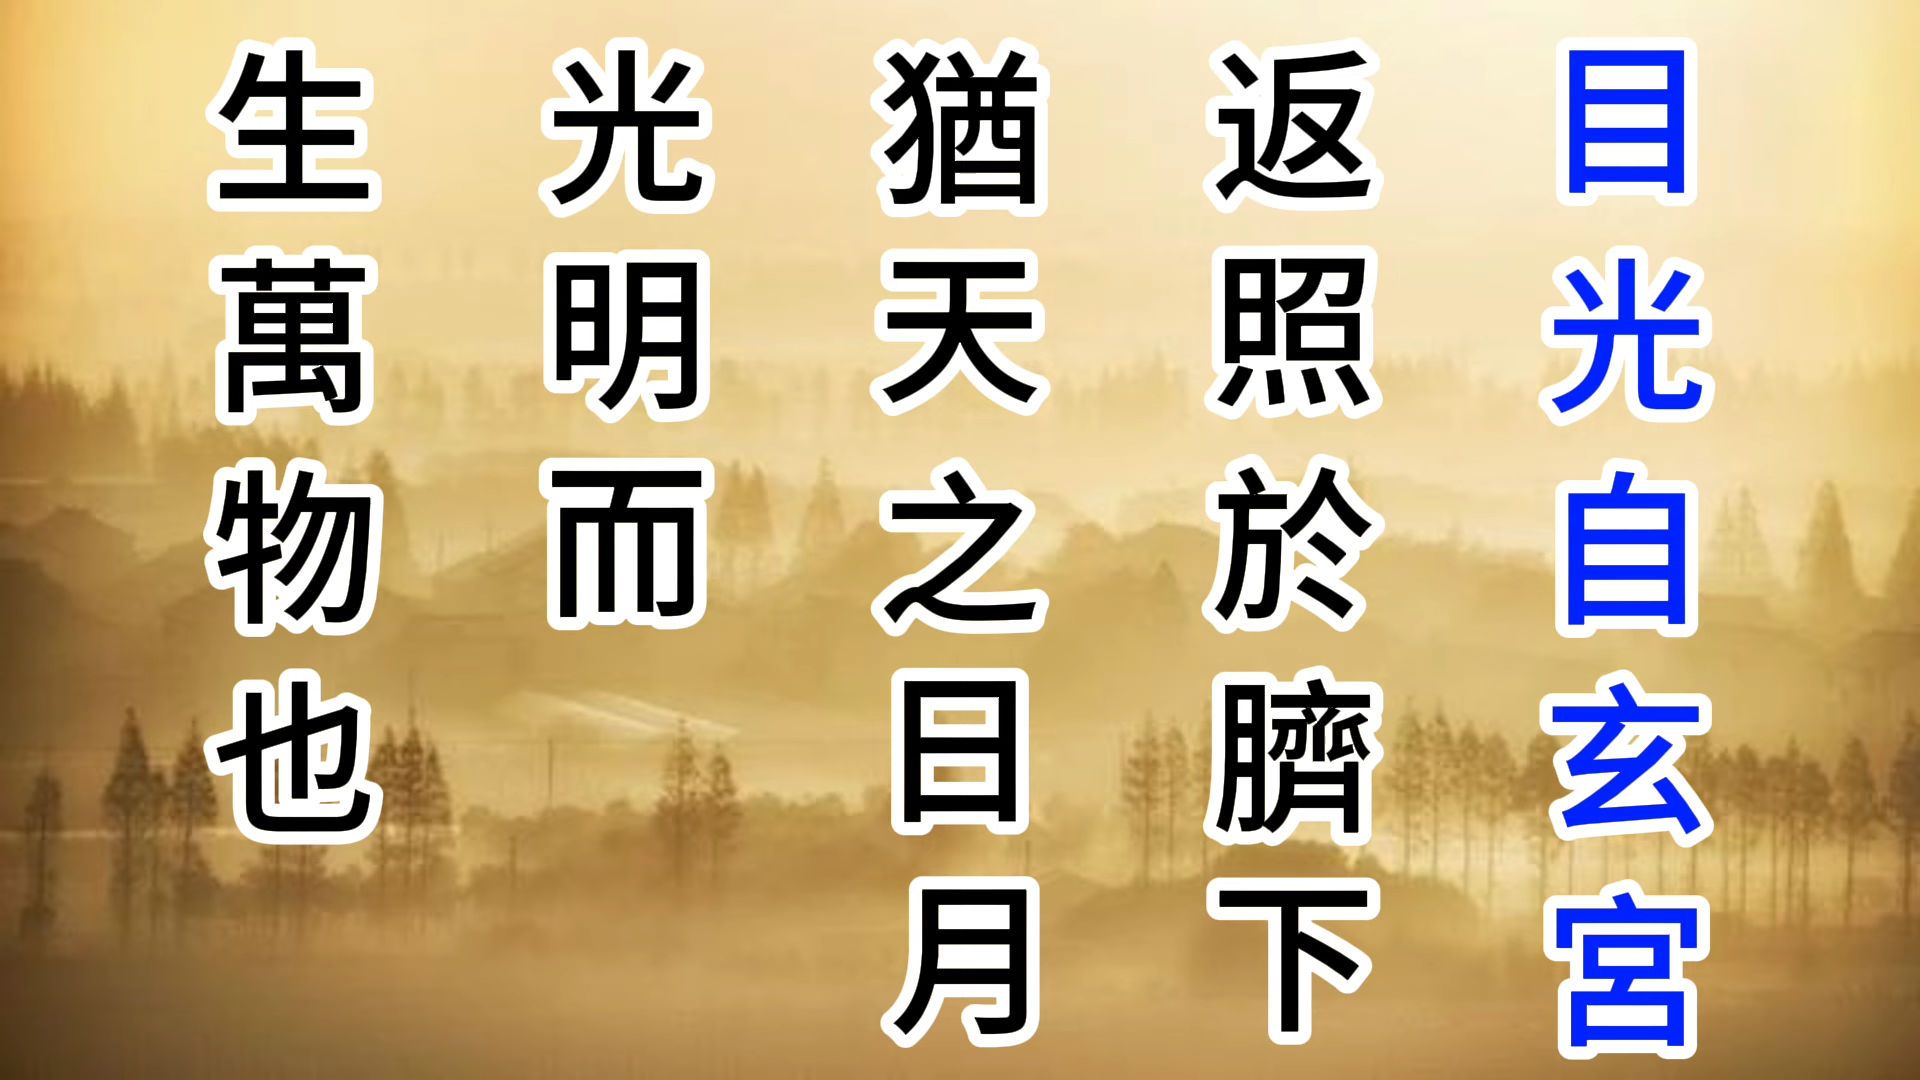 目光自玄宮
返照於臍下
猶天之日月
光明而
生萬物也